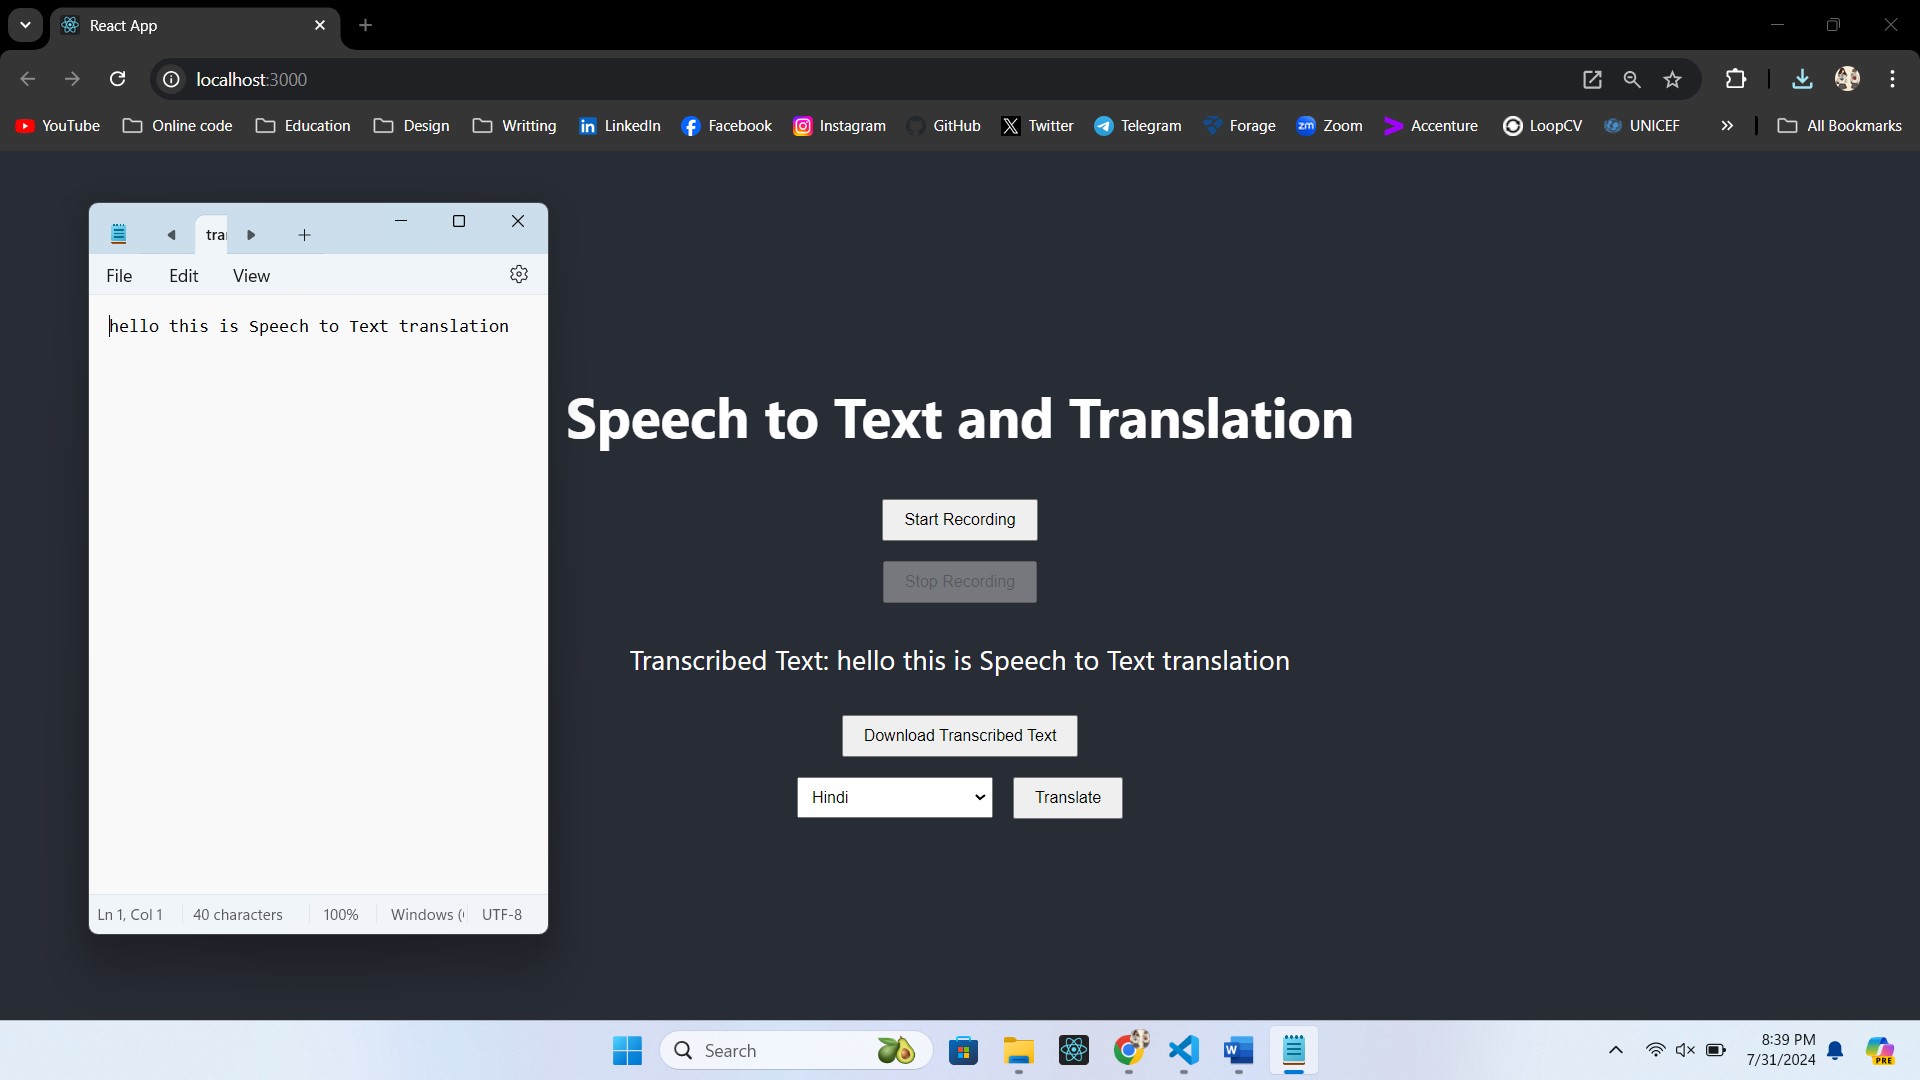 React App
localhost:3000
YouTube Online code Education Design Writting LinkedIn Facebook Instagram GitHub Twitter Telegram Forage Zoom Accenture LoopCV UNICEF All Bookmarks
File Edit View
hello this is Speech to Text translation
Ln 1, Col 1 40 characters 100% Windows ( UTF-8
Speech to Text and Translation
Start Recording
Stop Recording
Transcribed Text: hello this is Speech to Text translation
Download Transcribed Text
Hindi Translate
Search
8:39 PM
7/31/2024
PRE